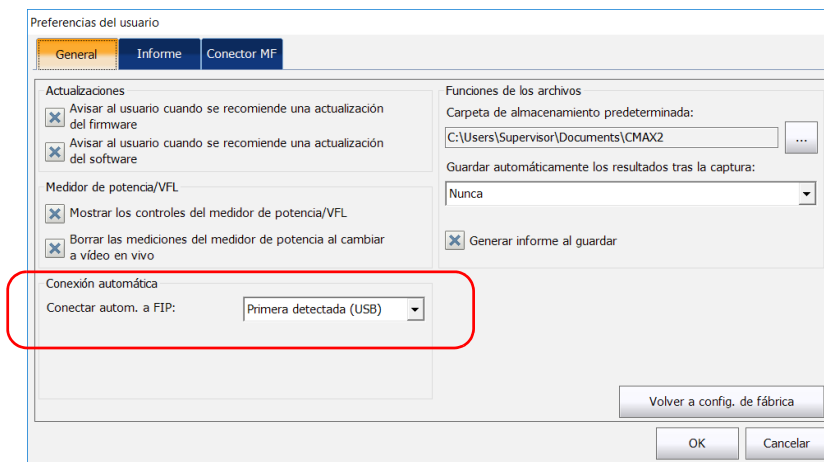 Preferencias del usuario
General
Informe
Conector MF
Actualizaciones
Avisar al usuario cuando se recomiende una actualización
del firmware
Avisar al usuario cuando se recomiende una actualización
del software
Medidor de potencia/VFL
Mostrar los controles del medidor de potencia/VFL
Borrar las mediciones del medidor de potencia al cambiar
a vídeo en vivo
Conexión automática
Conectar autom. a FIP:
Primera detectada (USB)
Funciones de los archivos
Carpeta de almacenamiento predeterminada:
C:\Users\Supervisor\Documents\CMAX2
...
Guardar automáticamente los resultados tras la captura:
Nunca
Generar informe al guardar
Volver a config. de fábrica
OK
Cancelar